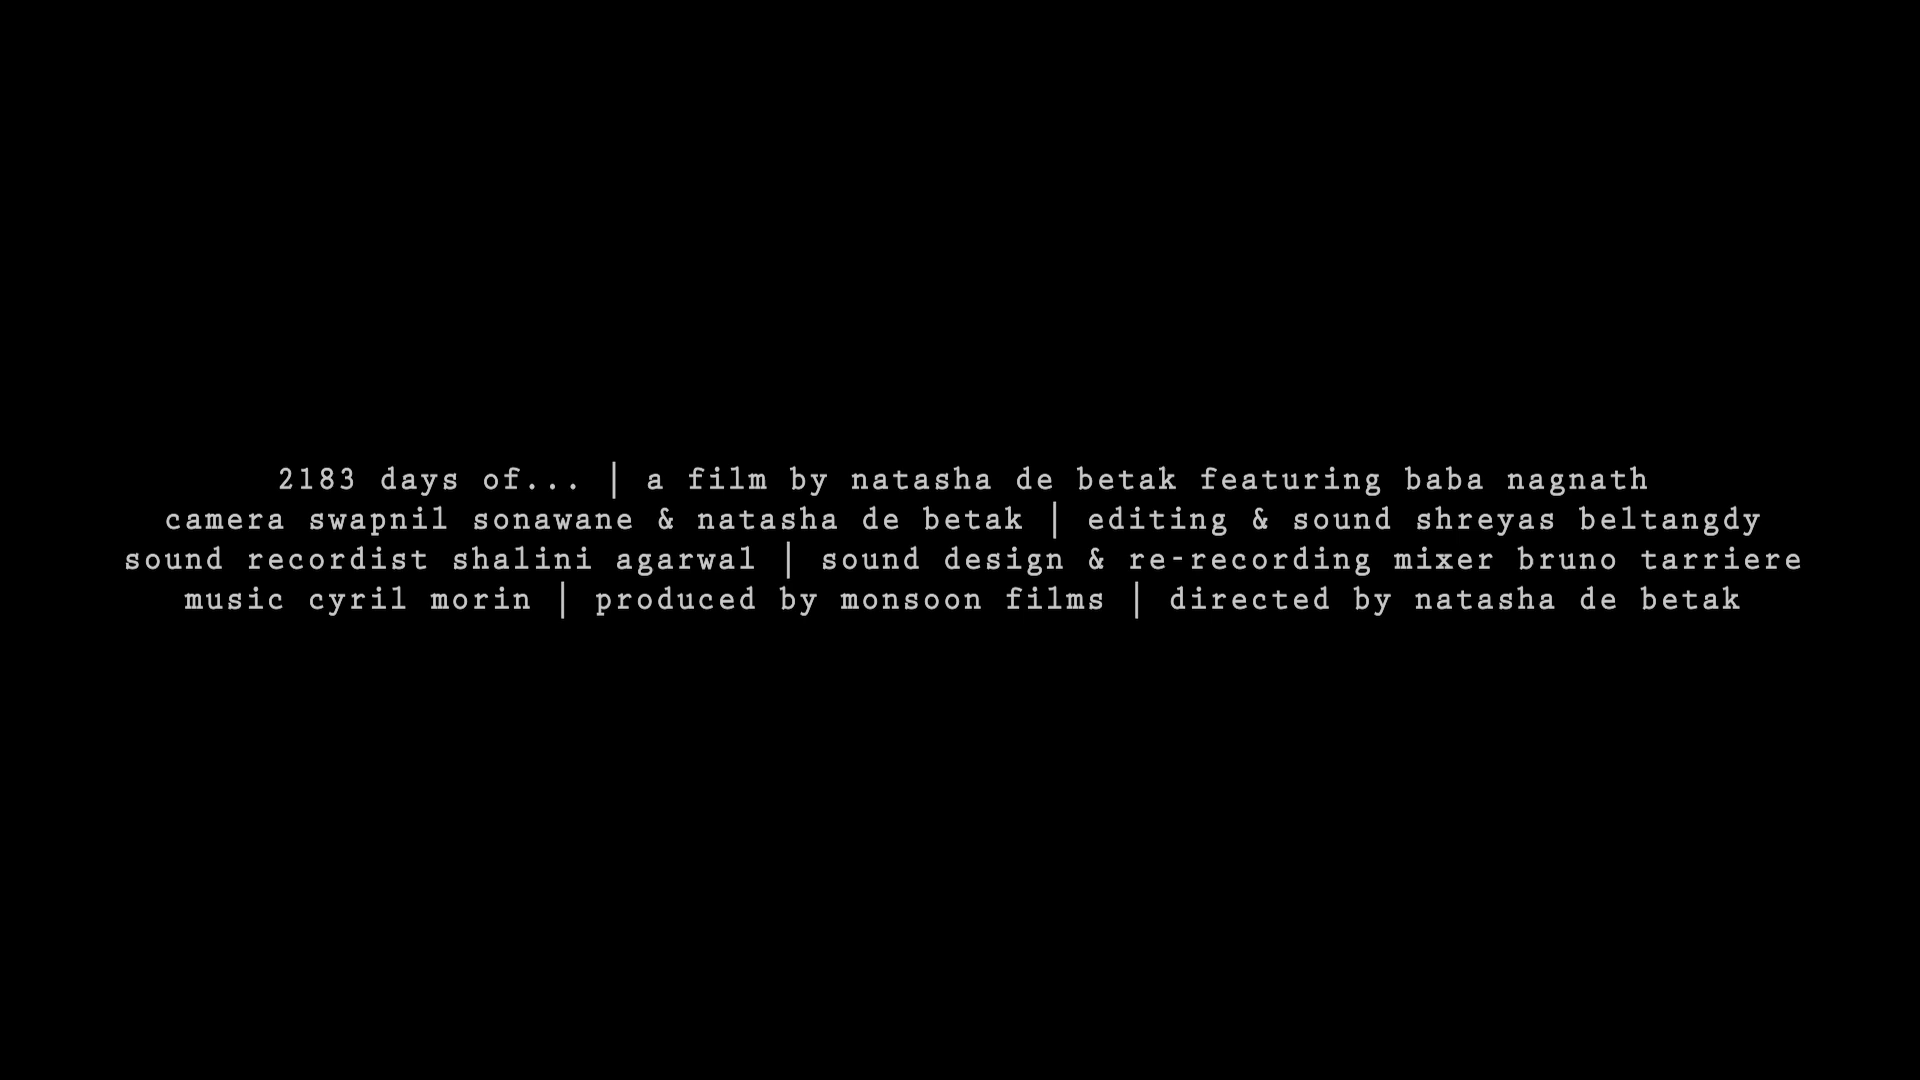 2183 days of... | a film by natasha de betak featuring baba nagnath
camera swapnil sonawane & natasha de betak | editing & sound shreyas beltangdy
sound recordist shalini agarwal | sound design & re-recording mixer bruno tarriere
music cyril morin | produced by monsoon films | directed by natasha de betak